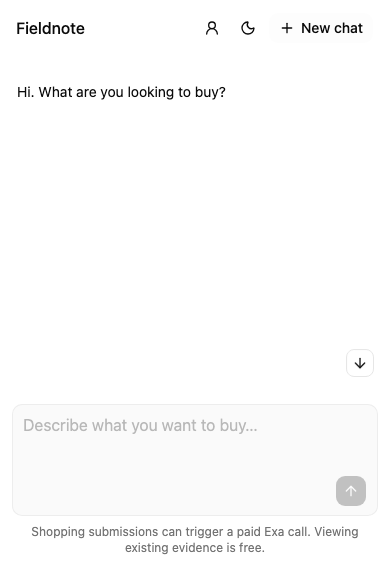 Fieldnote
New chat
Hi. What are you looking to buy?
Describe what you want to buy...
Shopping submissions can trigger a paid Exa call. Viewing
existing evidence is free.